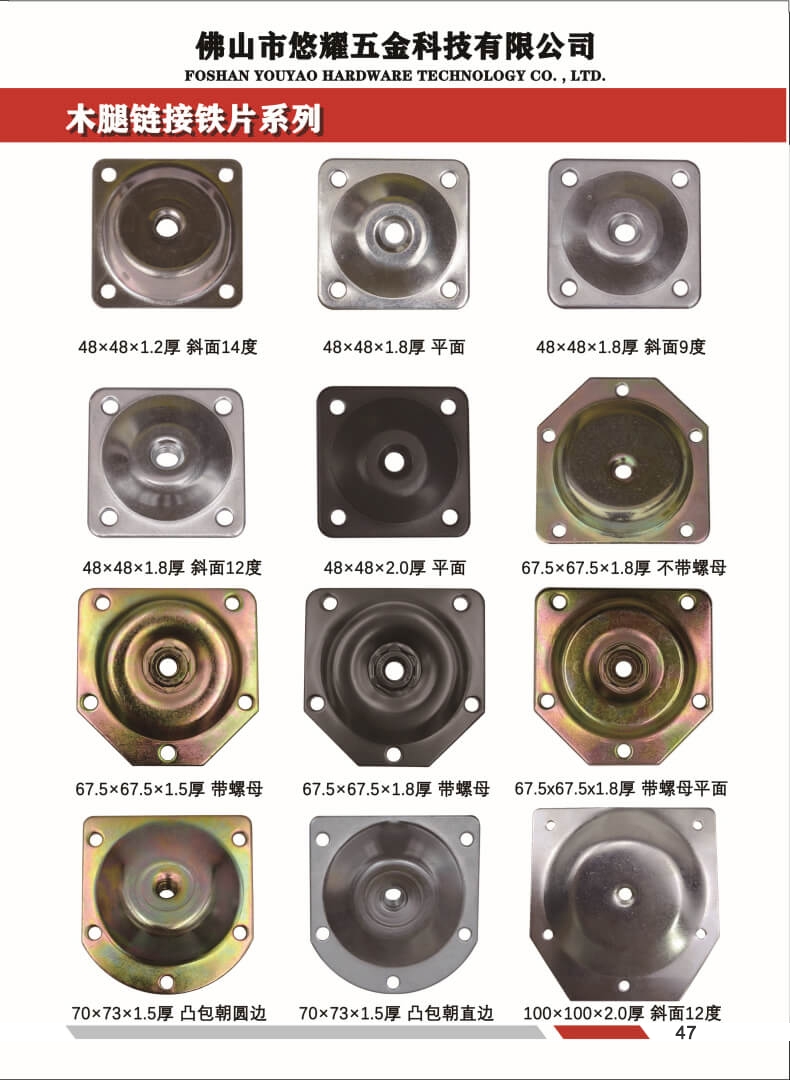 佛山市悠耀五金科技有限公司
FOSHAN YOUYAO HARDWARE TECHNOLOGY CO. , LTD.
木腿链接铁片系列
48×48×1.2厚 斜面14度
48×48×1.8厚 平面
48×48×1.8厚 斜面9度
48×48×1.8厚 斜面12度
48×48×2.0厚 平面
67.5×67.5×1.8厚 不带螺母
67.5×67.5×1.5厚 带螺母
67.5×67.5×1.8厚 带螺母
67.5x67.5x1.8厚 带螺母平面
70×73×1.5厚 凸包朝圆边
70×73×1.5厚 凸包朝直边
100×100×2.0厚 斜面12度
47